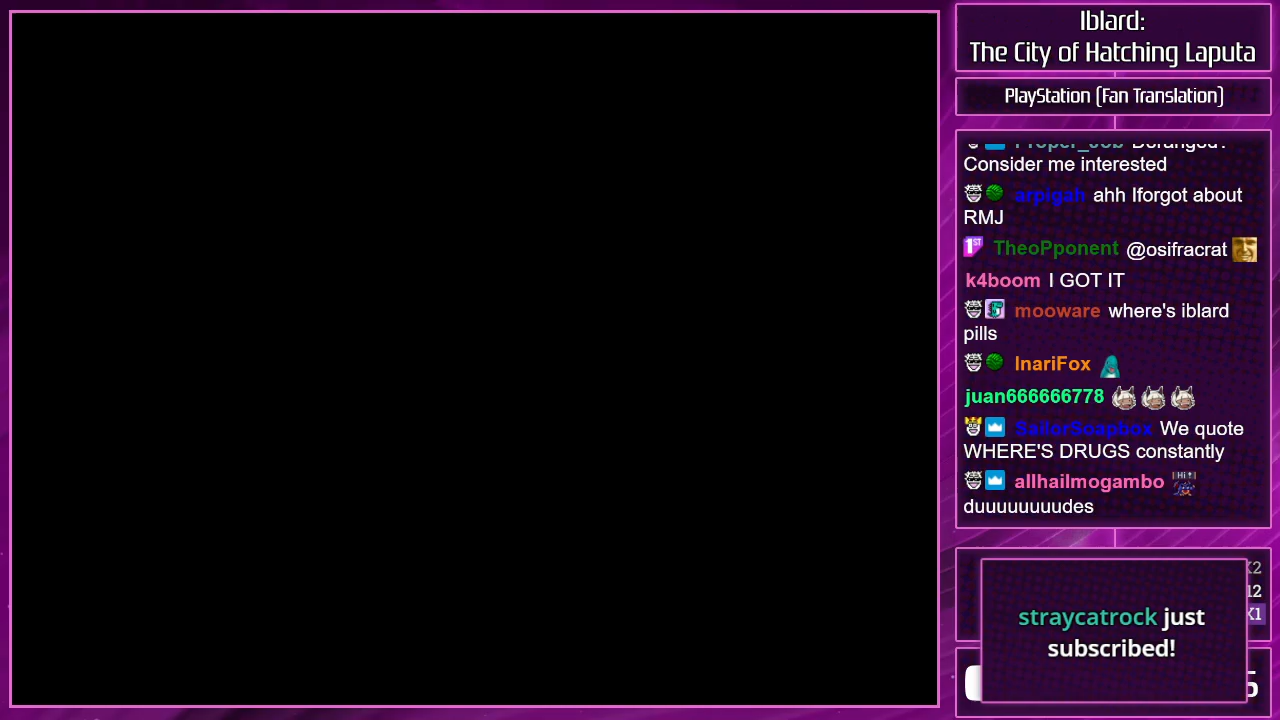 Iblard:
The City of Hatching Laputa
PlayStation (Fan Translation)
Consider me interested
arpigah ahh Iforgot about
RMJ
TheoPponent @osifracrat
k4boom I GOT IT
mooware where's iblard
pills
InariFox
juan666666778
SailorSoapbox We quote
WHERE'S DRUGS constantly
allhailmogambo
duuuuuuuudes
straycatrock just
subscribed!